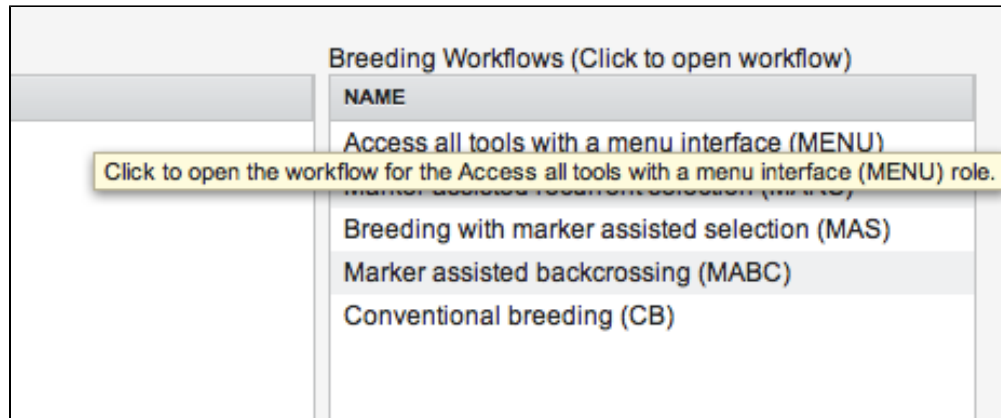 Breeding Workflows (Click to open workflow)
NAME
Access all tools with a menu interface (MENU)
Click to open the workflow for the Access all tools with a menu interface (MENU) role.
Breeding with marker assisted selection (MAS)
Marker assisted backcrossing (MABC)
Conventional breeding (CB)